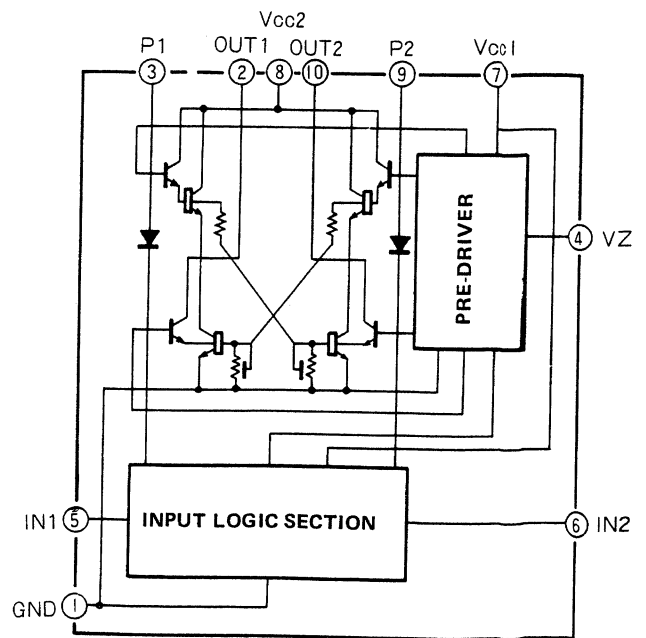 Vcc2
P1 OUT1 OUT2 P2 Vcc1
3 2 8 10 9 7
PRE-DRIVER
4 VZ
IN1 5 INPUT LOGIC SECTION 6 IN2
GND 1